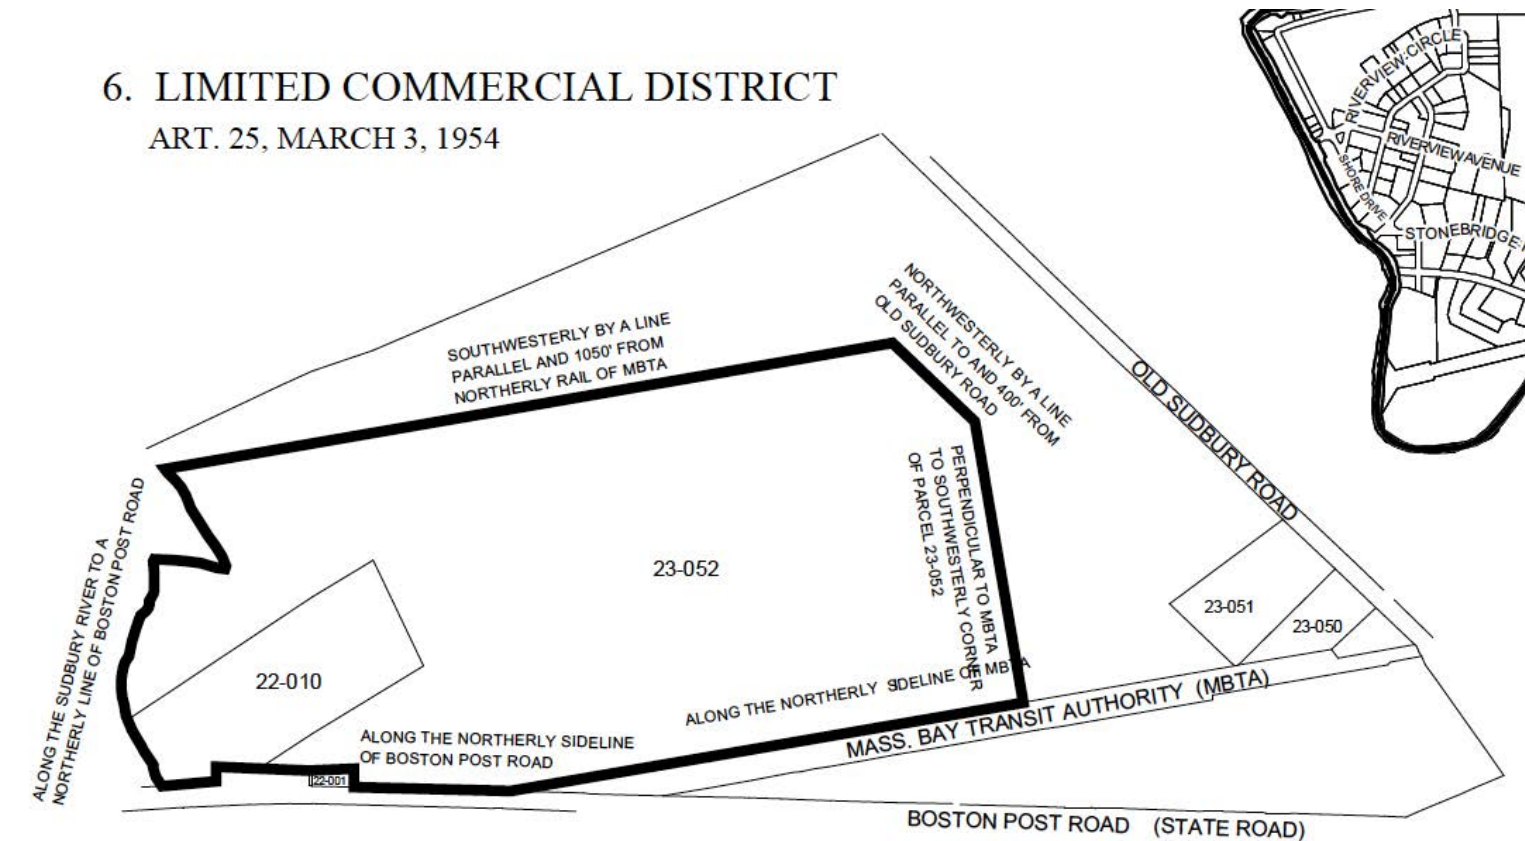 6. LIMITED COMMERCIAL DISTRICT
ART. 25, MARCH 3, 1954
RIVERVIEW CIRCLE
RIVERVIEW AVENUE
SHORE DRIVE
STONEBRIDGE
SOUTHWESTERLY BY A LINE
PARALLEL AND 1050' FROM
NORTHERLY RAIL OF MBTA
NORTHWESTERLY BY A LINE
PARALLEL TO AND 400' FROM
OLD SUDBURY ROAD
OLD SUDBURY ROAD
PERPENDICULAR TO MBTA
TO SOUTHWESTERLY CORNER
OF PARCEL 23-052
ALONG THE SUDBURY RIVER TO A
NORTHERLY LINE OF BOSTON POST ROAD
23-052
23-051
23-050
22-010
ALONG THE NORTHERLY SIDELINE OF MBTA
MASS. BAY TRANSIT AUTHORITY (MBTA)
ALONG THE NORTHERLY SIDELINE
OF BOSTON POST ROAD
22-001
BOSTON POST ROAD (STATE ROAD)